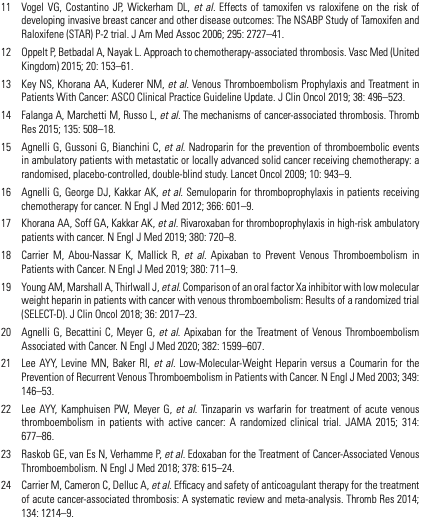 11 Vogel VG, Costantino JP, Wickerham DL, et al. Effects of tamoxifen vs raloxifene on the risk of
developing invasive breast cancer and other disease outcomes: The NSABP Study of Tamoxifen and
Raloxifene (STAR) P-2 trial. J Am Med Assoc 2006; 295: 2727–41.
12 Oppelt P, Betbadal A, Nayak L. Approach to chemotherapy-associated thrombosis. Vasc Med (United
Kingdom) 2015; 20: 153–61.
13 Key NS, Khorana AA, Kuderer NM, et al. Venous Thromboembolism Prophylaxis and Treatment in
Patients With Cancer: ASCO Clinical Practice Guideline Update. J Clin Oncol 2019; 38: 496–523.
14 Falanga A, Marchetti M, Russo L, et al. The mechanisms of cancer-associated thrombosis. Thromb
Res 2015; 135: 508–18.
15 Agnelli G, Gussoni G, Bianchini C, et al. Nadroparin for the prevention of thromboembolic events
in ambulatory patients with metastatic or locally advanced solid cancer receiving chemotherapy: a
randomised, placebo-controlled, double-blind study. Lancet Oncol 2009; 10: 943–9.
16 Agnelli G, George DJ, Kakkar AK, et al. Semuloparin for thromboprophylaxis in patients receiving
chemotherapy for cancer. N Engl J Med 2012; 366: 601–9.
17 Khorana AA, Soff GA, Kakkar AK, et al. Rivaroxaban for thromboprophylaxis in high-risk ambulatory
patients with cancer. N Engl J Med 2019; 380: 720–8.
18 Carrier M, Abou-Nassar K, Mallick R, et al. Apixaban to Prevent Venous Thromboembolism in
Patients with Cancer. N Engl J Med 2019; 380: 711–9.
19 Young AM, Marshall A, Thirlwall J, et al. Comparison of an oral factor Xa inhibitor with low molecular
weight heparin in patients with cancer with venous thromboembolism: Results of a randomized trial
(SELECT-D). J Clin Oncol 2018; 36: 2017–23.
20 Agnelli G, Becattini C, Meyer G, et al. Apixaban for the Treatment of Venous Thromboembolism
Associated with Cancer. N Engl J Med 2020; 382: 1599–607.
21 Lee AYY, Levine MN, Baker RI, et al. Low-Molecular-Weight Heparin versus a Coumarin for the
Prevention of Recurrent Venous Thromboembolism in Patients with Cancer. N Engl J Med 2003; 349:
146–53.
22 Lee AYY, Kamphuisen PW, Meyer G, et al. Tinzaparin vs warfarin for treatment of acute venous
thromboembolism in patients with active cancer: A randomized clinical trial. JAMA 2015; 314:
677–86.
23 Raskob GE, van Es N, Verhamme P, et al. Edoxaban for the Treatment of Cancer-Associated Venous
Thromboembolism. N Engl J Med 2018; 378: 615–24.
24 Carrier M, Cameron C, Delluc A, et al. Efficacy and safety of anticoagulant therapy for the treatment
of acute cancer-associated thrombosis: A systematic review and meta-analysis. Thromb Res 2014;
134: 1214–9.